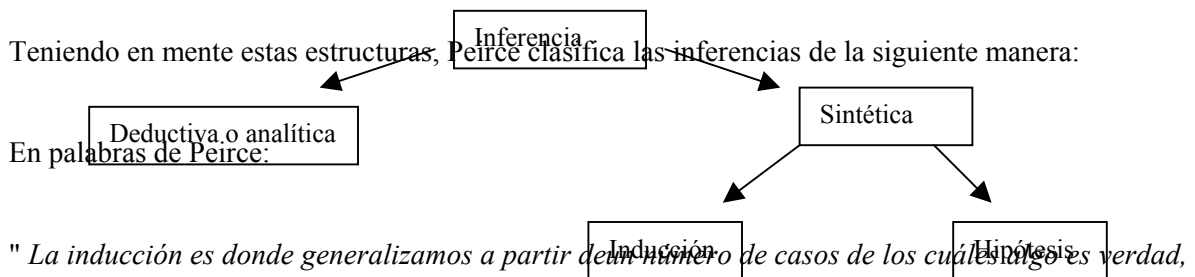 Inferencia
Teniendo en mente estas estructuras, Peirce clasifica las inferencias de la siguiente manera:
Sintética
Deductiva o analítica
En palabras de Peirce:
Inducción
Hipótesis
" La inducción es donde generalizamos a partir deun número de casos de los cuáles algo es verdad,